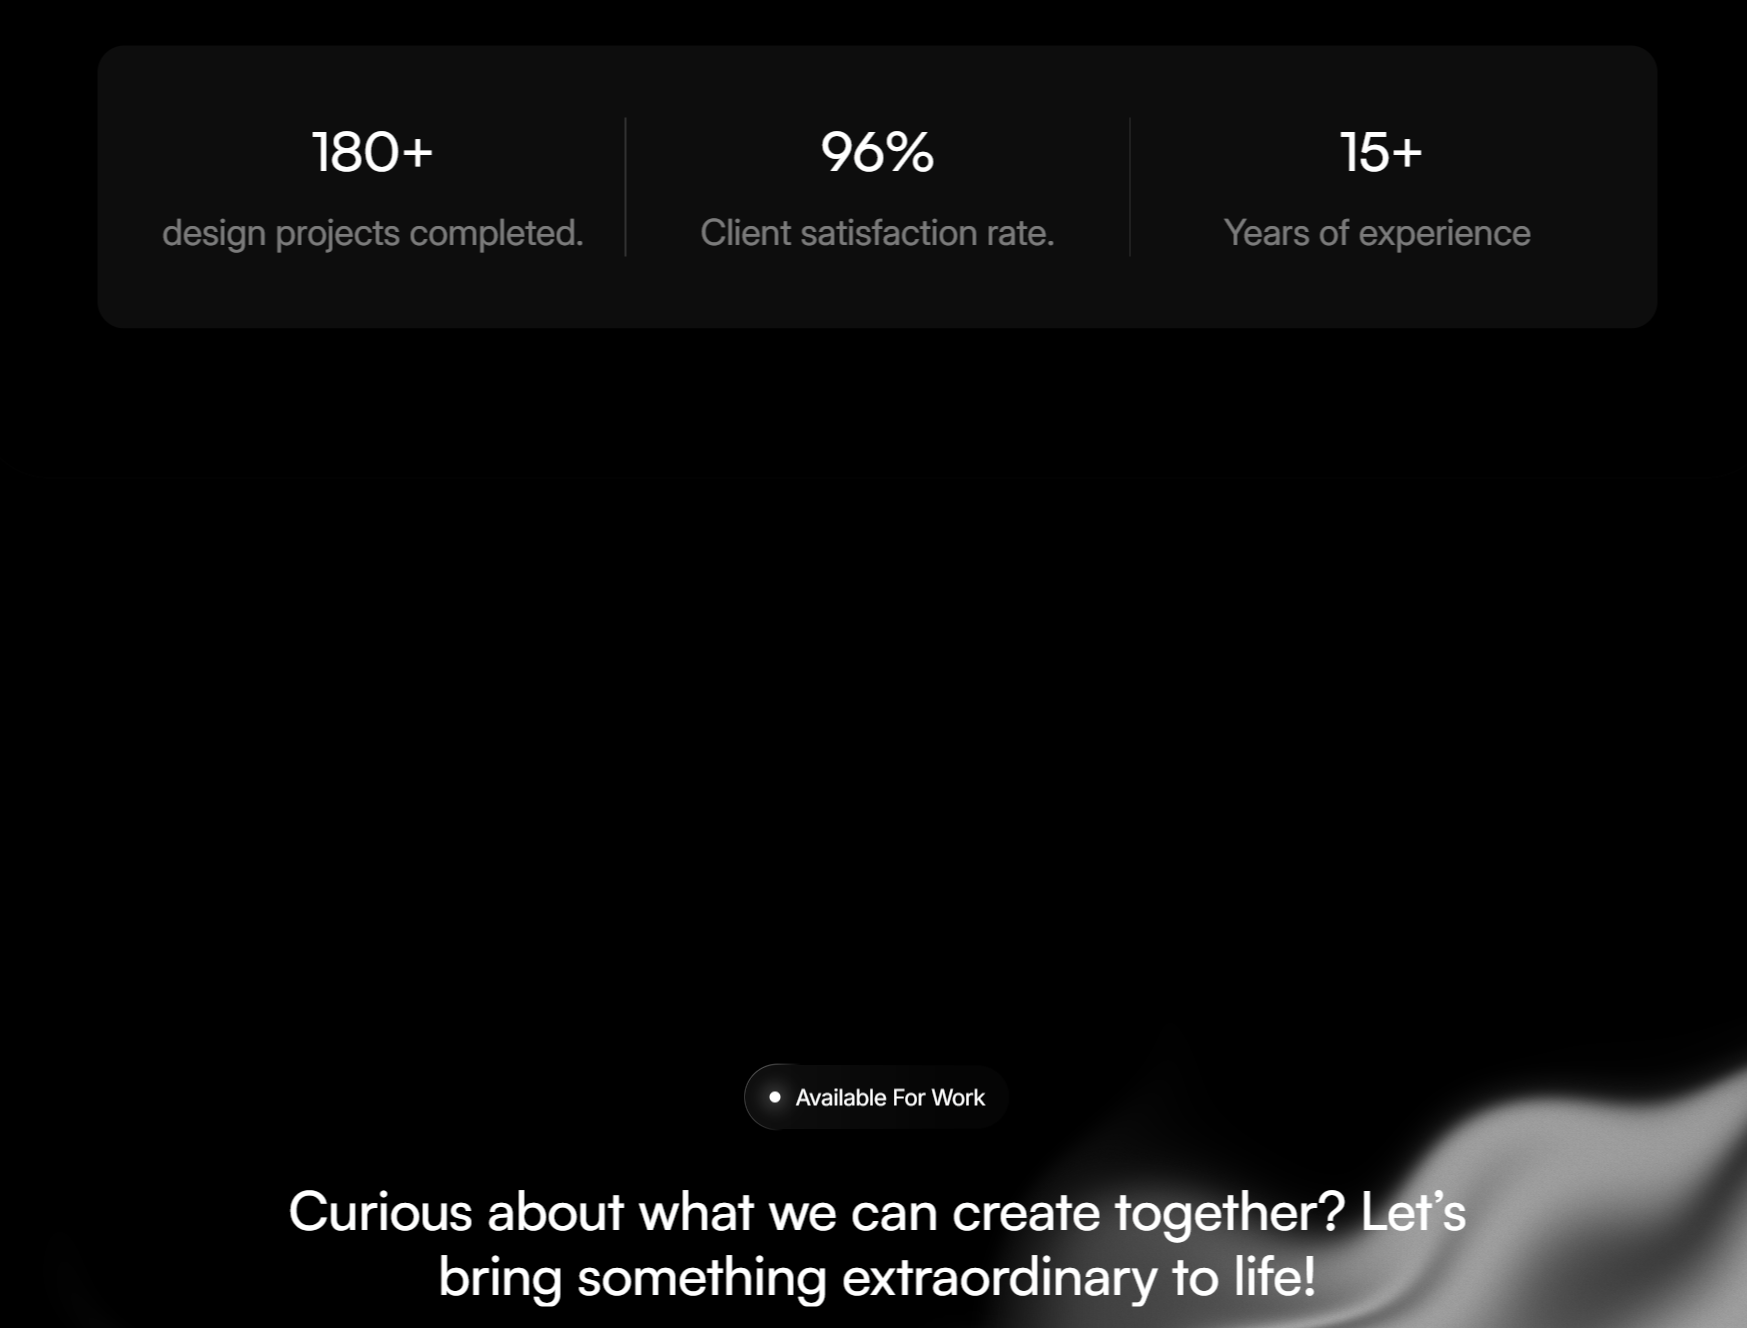 180+
design projects completed.
96%
Client satisfaction rate.
15+
Years of experience
Available For Work
Curious about what we can create together? Let’s
bring something extraordinary to life!